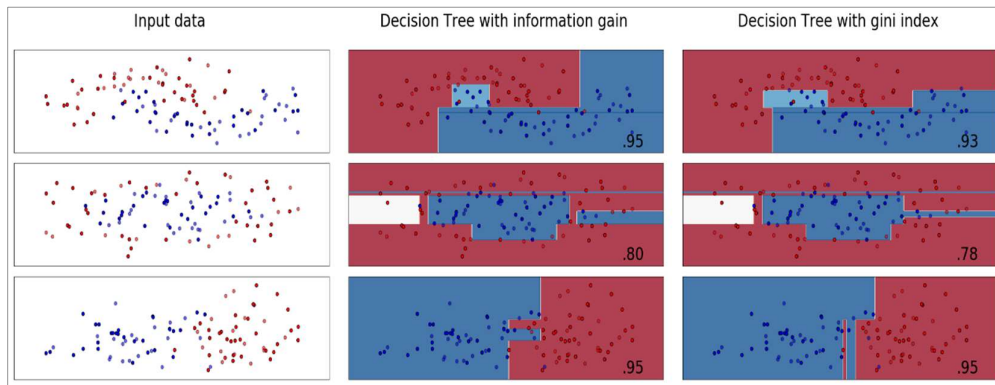 Input data
Decision Tree with information gain
Decision Tree with gini index
.95
.93
.80
.78
.95
.95